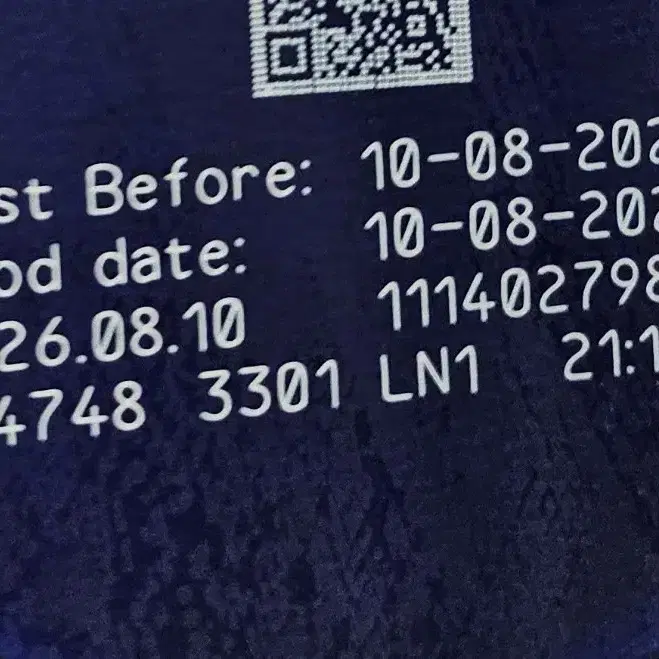 st Before: 10-08-202
od date: 10-08-202
26.08.10 111402798
4748 3301 LN1 21:1